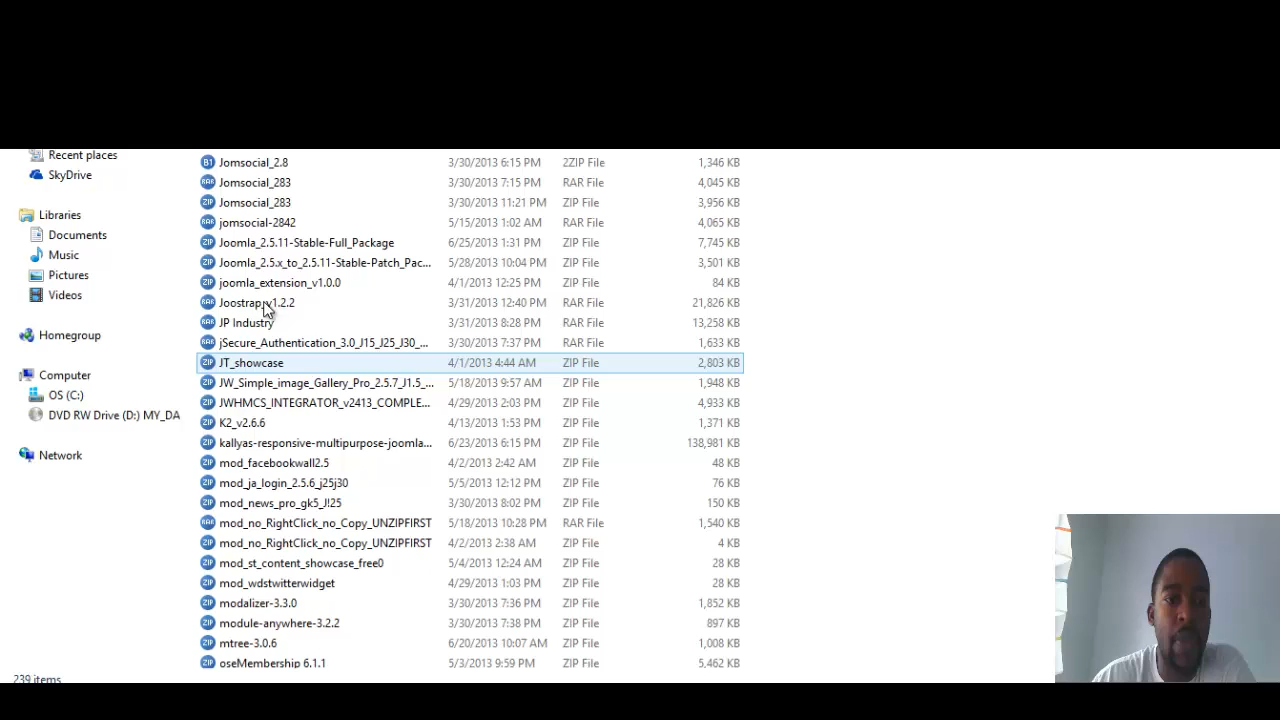 Recent places
SkyDrive
Libraries
Documents
Music
Pictures
Videos
Homegroup
Computer
OS (C:)
DVD RW Drive (D:) MY_DA
Network
Jomsocial_2.8 3/30/2013 6:15 PM 2ZIP File 1,346 KB
Jomsocial_283 3/30/2013 7:15 PM RAR File 4,045 KB
Jomsocial_283 3/30/2013 11:21 PM ZIP File 3,956 KB
jomsocial-2842 5/15/2013 1:02 AM RAR File 4,065 KB
Joomla_2.5.11-Stable-Full_Package 6/25/2013 1:31 PM ZIP File 7,745 KB
Joomla_2.5.x_to_2.5.11-Stable-Patch_Pac... 5/28/2013 10:04 PM ZIP File 3,501 KB
joomla_extension_v1.0.0 4/1/2013 12:25 PM ZIP File 84 KB
Joostrap_v1.2.2 3/31/2013 12:40 PM RAR File 21,826 KB
JP Industry 3/31/2013 8:28 PM RAR File 13,258 KB
jSecure_Authentication_3.0_J15_J25_J30_... 3/30/2013 7:37 PM RAR File 1,633 KB
JT_showcase 4/1/2013 4:44 AM ZIP File 2,803 KB
JW_Simple_image_Gallery_Pro_2.5.7_J1.5_... 5/18/2013 9:57 AM ZIP File 1,948 KB
JWHMCS_INTEGRATOR_v2413_COMPLE... 4/29/2013 2:03 PM ZIP File 4,933 KB
K2_v2.6.6 4/13/2013 1:53 PM ZIP File 1,371 KB
kallyas-responsive-multipurpose-joomla... 6/23/2013 6:15 PM ZIP File 138,981 KB
mod_facebookwall2.5 4/2/2013 2:42 AM ZIP File 48 KB
mod_ja_login_2.5.6_j25j30 5/5/2013 12:12 PM ZIP File 76 KB
mod_news_pro_gk5_J!25 3/30/2013 8:02 PM ZIP File 150 KB
mod_no_RightClick_no_Copy_UNZIPFIRST 5/18/2013 10:28 PM RAR File 1,540 KB
mod_no_RightClick_no_Copy_UNZIPFIRST 4/2/2013 2:38 AM ZIP File 4 KB
mod_st_content_showcase_free0 5/4/2013 12:24 AM ZIP File 28 KB
mod_wdstwitterwidget 4/29/2013 1:03 PM ZIP File 28 KB
modalizer-3.3.0 3/30/2013 7:36 PM ZIP File 1,852 KB
module-anywhere-3.2.2 3/30/2013 7:38 PM ZIP File 897 KB
mtree-3.0.6 6/20/2013 10:07 AM ZIP File 1,008 KB
oseMembership 6.1.1 5/3/2013 9:59 PM ZIP File 5,462 KB
239 items